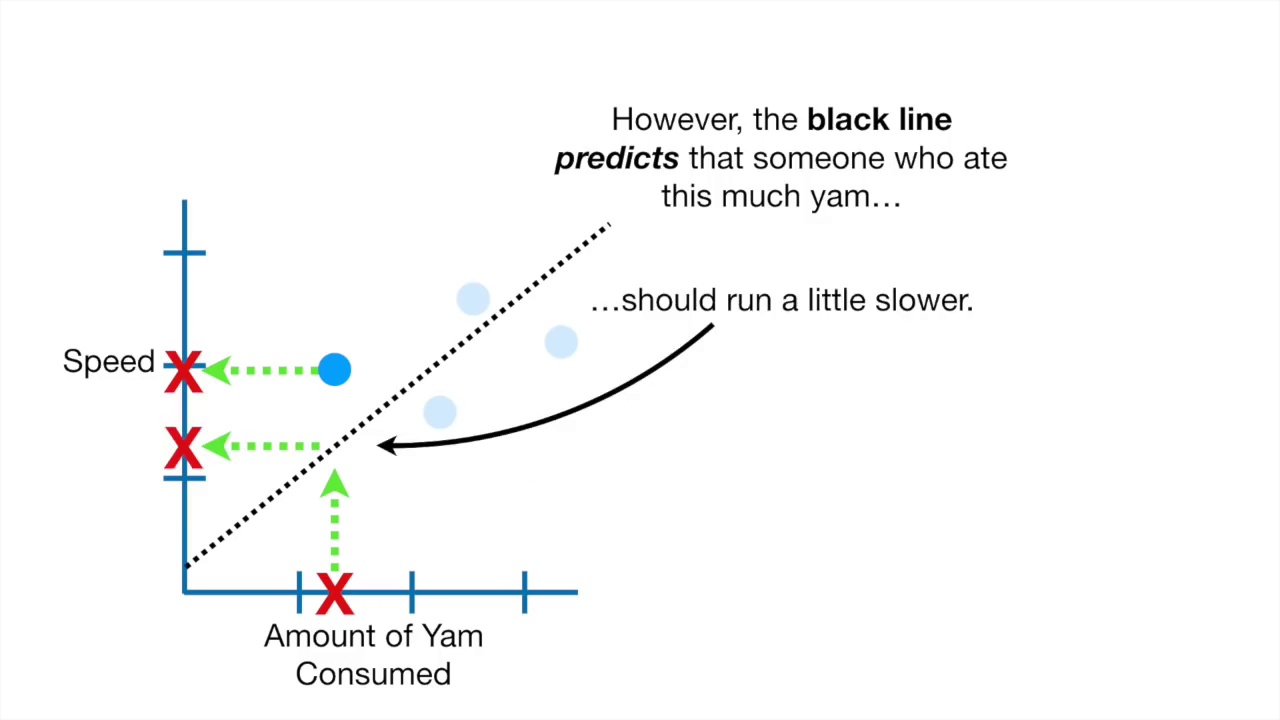 However, the black line
predicts that someone who ate
this much yam…
…should run a little slower.
Speed
X
X
X
Amount of Yam
Consumed